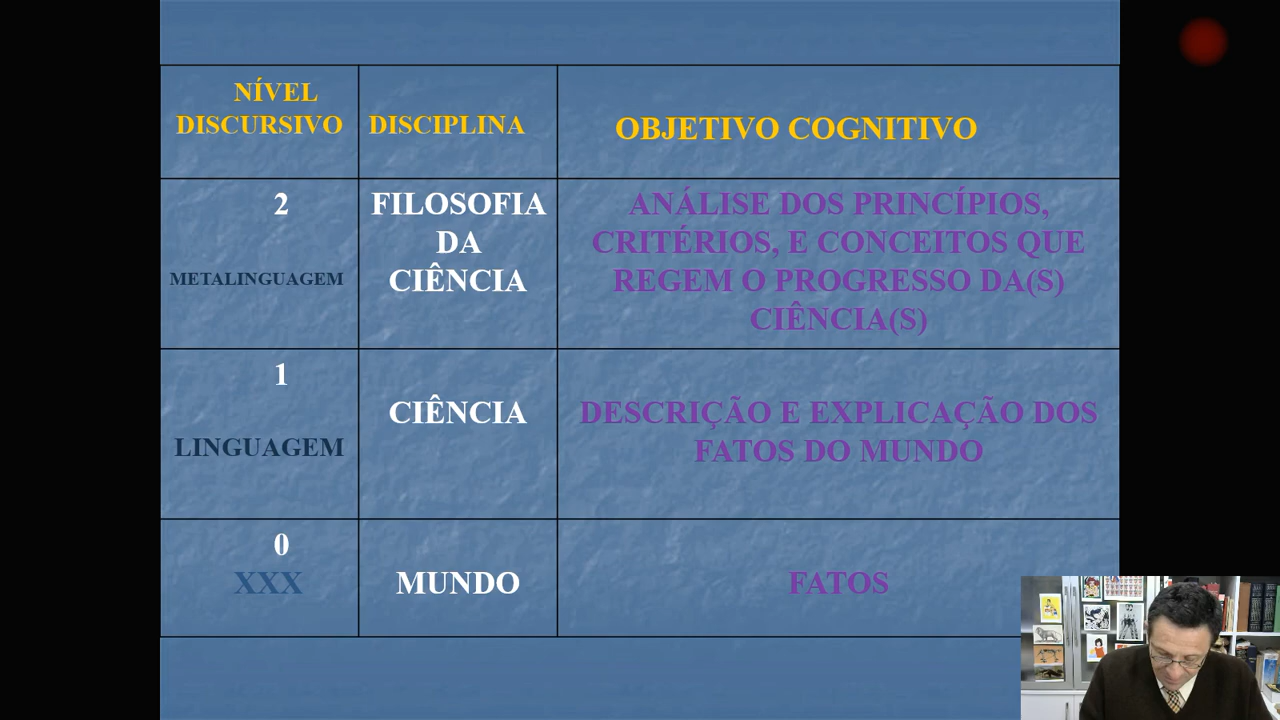 NÍVEL
DISCURSIVO
DISCIPLINA
OBJETIVO COGNITIVO
2
METALINGUAGEM
FILOSOFIA
DA
CIÊNCIA
ANÁLISE DOS PRINCÍPIOS,
CRITÉRIOS, E CONCEITOS QUE
REGEM O PROGRESSO DA(S)
CIÊNCIA(S)
1
LINGUAGEM
CIÊNCIA
DESCRIÇÃO E EXPLICAÇÃO DOS
FATOS DO MUNDO
0
XXX
MUNDO
FATOS